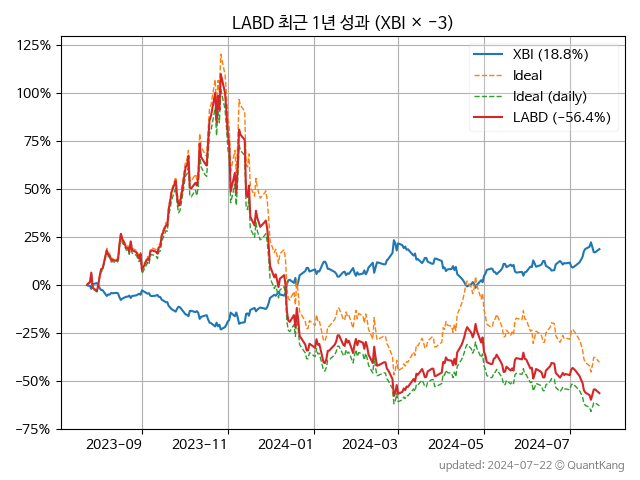 LABD 최근 1년 성과 (XBI × −3)
XBI (18.8%)
Ideal
Ideal (daily)
LABD (−56.4%)
125%
100%
75%
50%
25%
0%
−25%
−50%
−75%
2023-09
2023-11
2024-01
2024-03
2024-05
2024-07
updated: 2024-07-22 © QuantKang